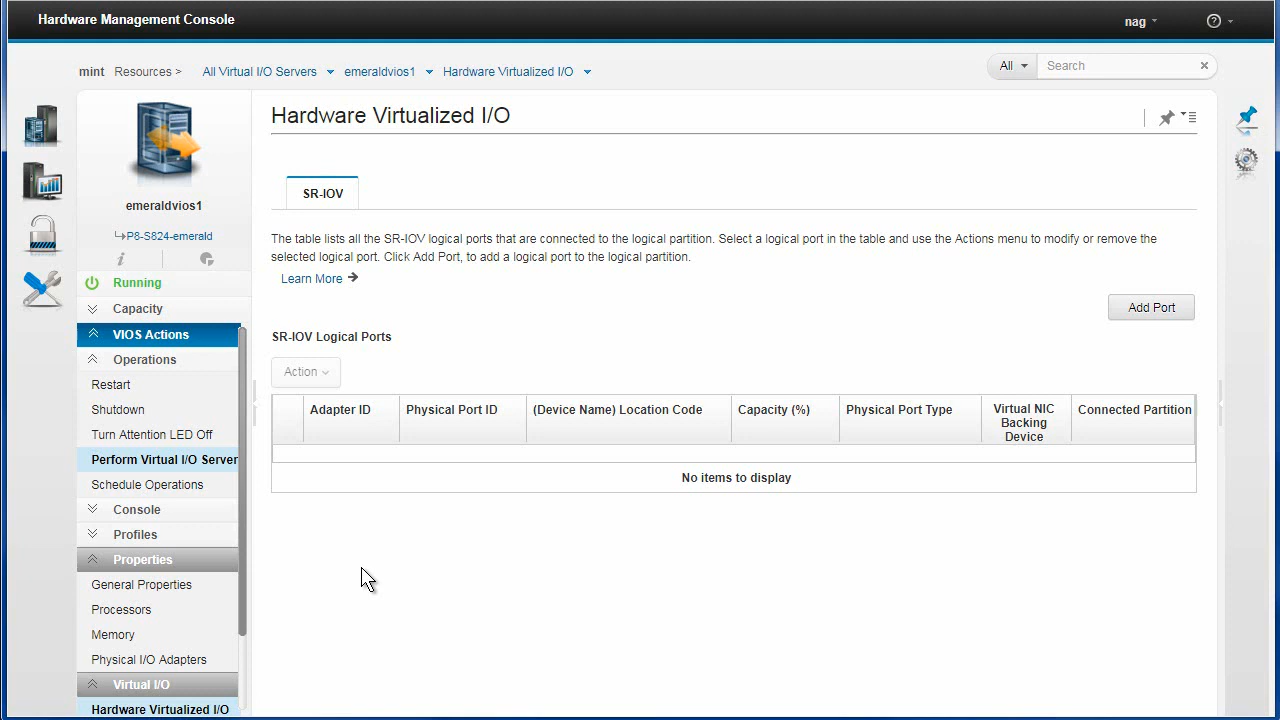 Hardware Management Console
nag
mint Resources > All Virtual I/O Servers emeraldvios1 Hardware Virtualized I/O
All Search
emeraldvios1
P8-S824-emerald
Running
Capacity
VIOS Actions
Operations
Restart
Shutdown
Turn Attention LED Off
Perform Virtual I/O Server
Schedule Operations
Console
Profiles
Properties
General Properties
Processors
Memory
Physical I/O Adapters
Virtual I/O
Hardware Virtualized I/O
Hardware Virtualized I/O
SR-IOV
The table lists all the SR-IOV logical ports that are connected to the logical partition. Select a logical port in the table and use the Actions menu to modify or remove the
selected logical port. Click Add Port, to add a logical port to the logical partition.
Learn More
Add Port
SR-IOV Logical Ports
Action
Adapter ID Physical Port ID (Device Name) Location Code Capacity (%) Physical Port Type Virtual NIC Connected Partition
Backing
Device
No items to display